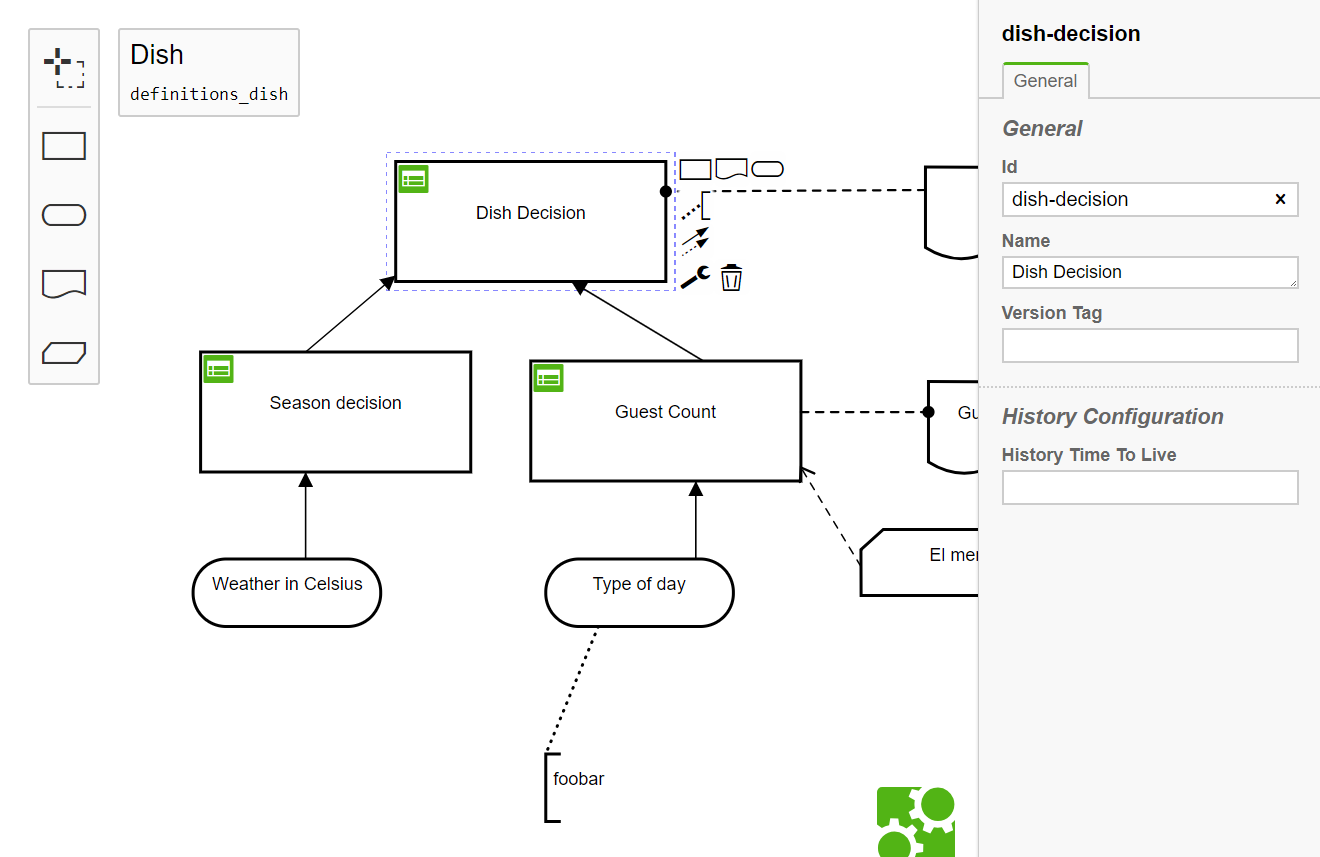 Dish
definitions_dish
Dish Decision
Season decision
Guest Count
Gu
El mer
Weather in Celsius
Type of day
foobar
dish-decision
General
General
Id
dish-decision
Name
Dish Decision
Version Tag
History Configuration
History Time To Live